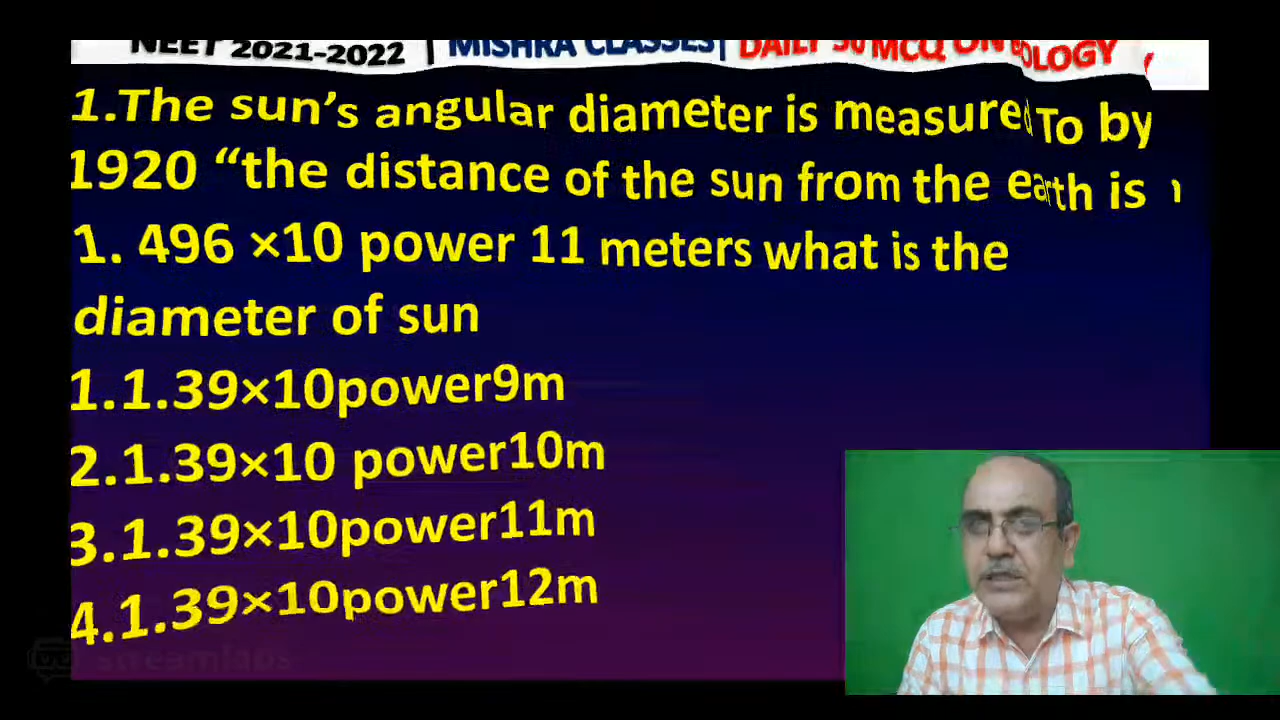 NEET 2021-2022 | MISHRA CLASSES| DAILY 50 MCQ ON BIOLOGY
1.The sun's angular diameter is measured To by
1920 “the distance of the sun from the earth is
1. 496 ×10 power 11 meters what is the
diameter of sun
1.1.39×10power9m
2.1.39×10 power10m
3.1.39×10power11m
4.1.39×10power12m
streamlabs